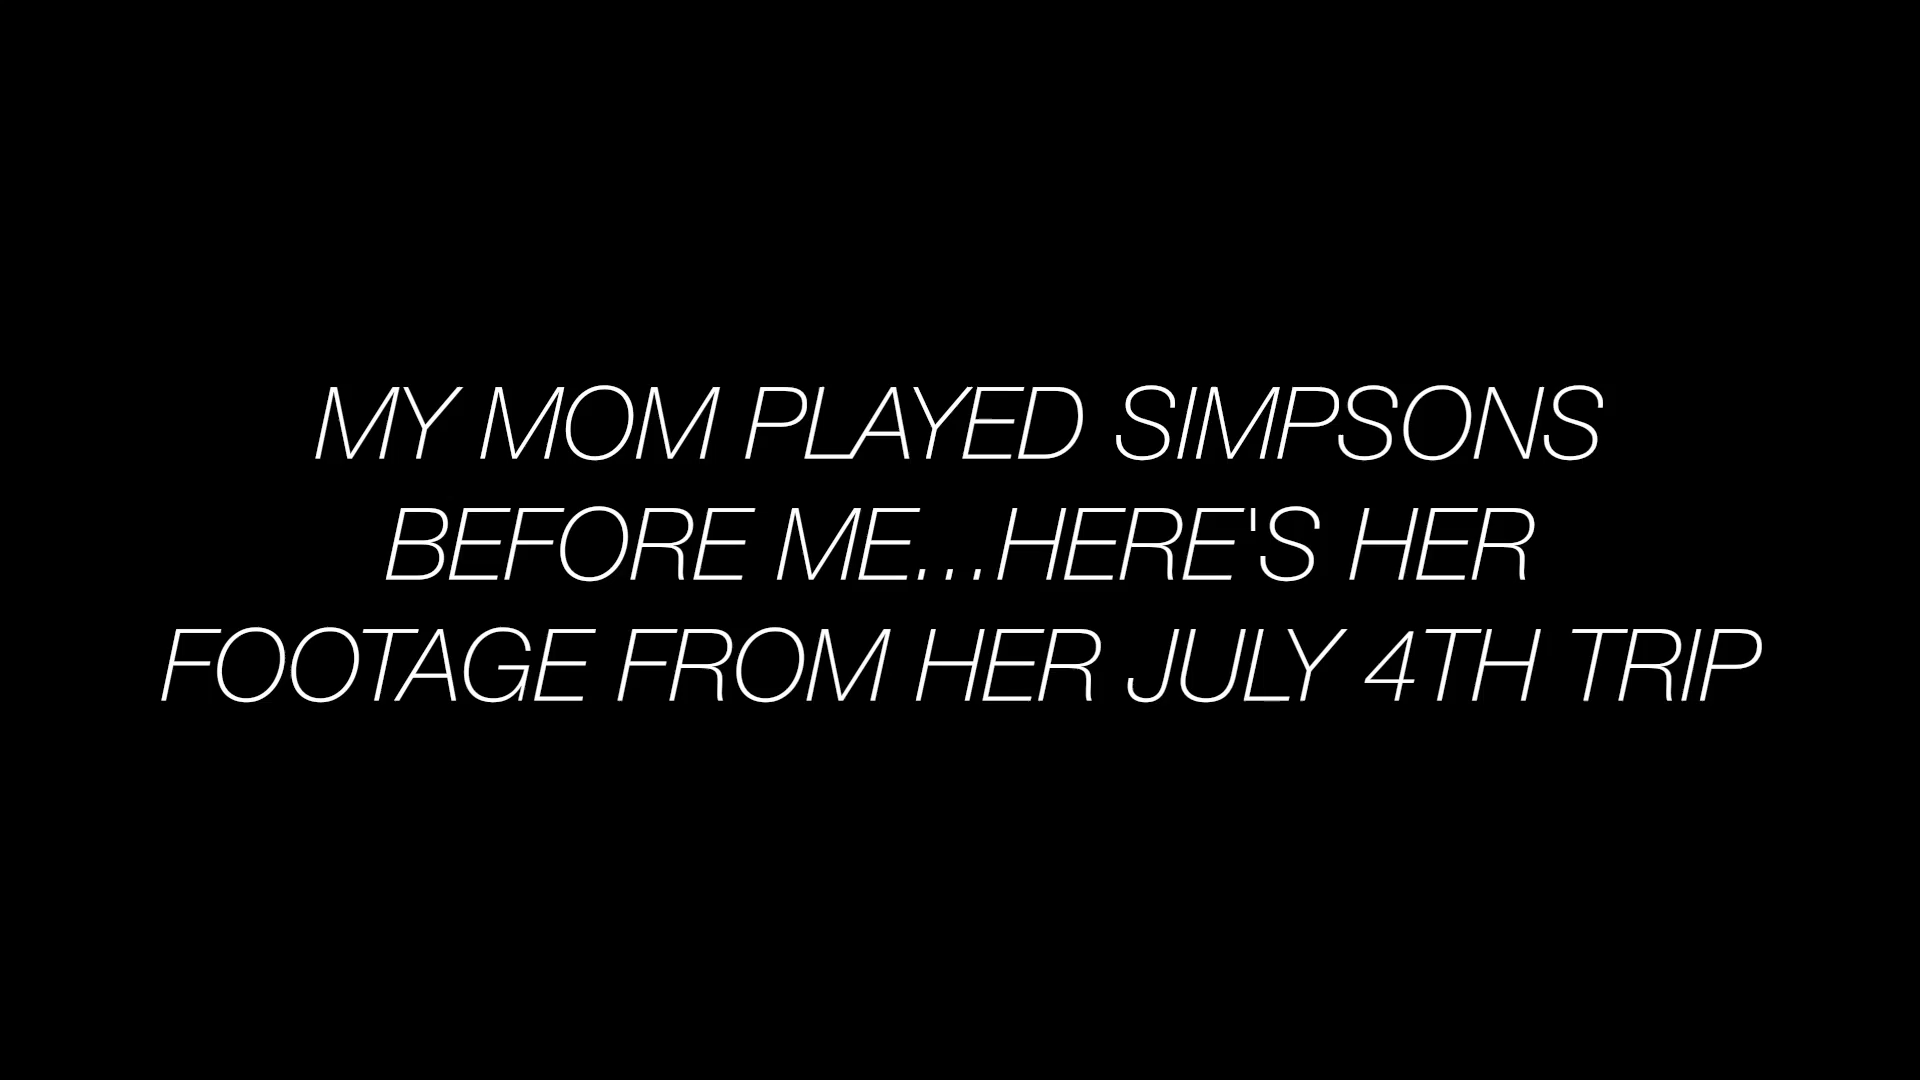 MY MOM PLAYED SIMPSONS
BEFORE ME...HERE'S HER
FOOTAGE FROM HER JULY 4TH TRIP